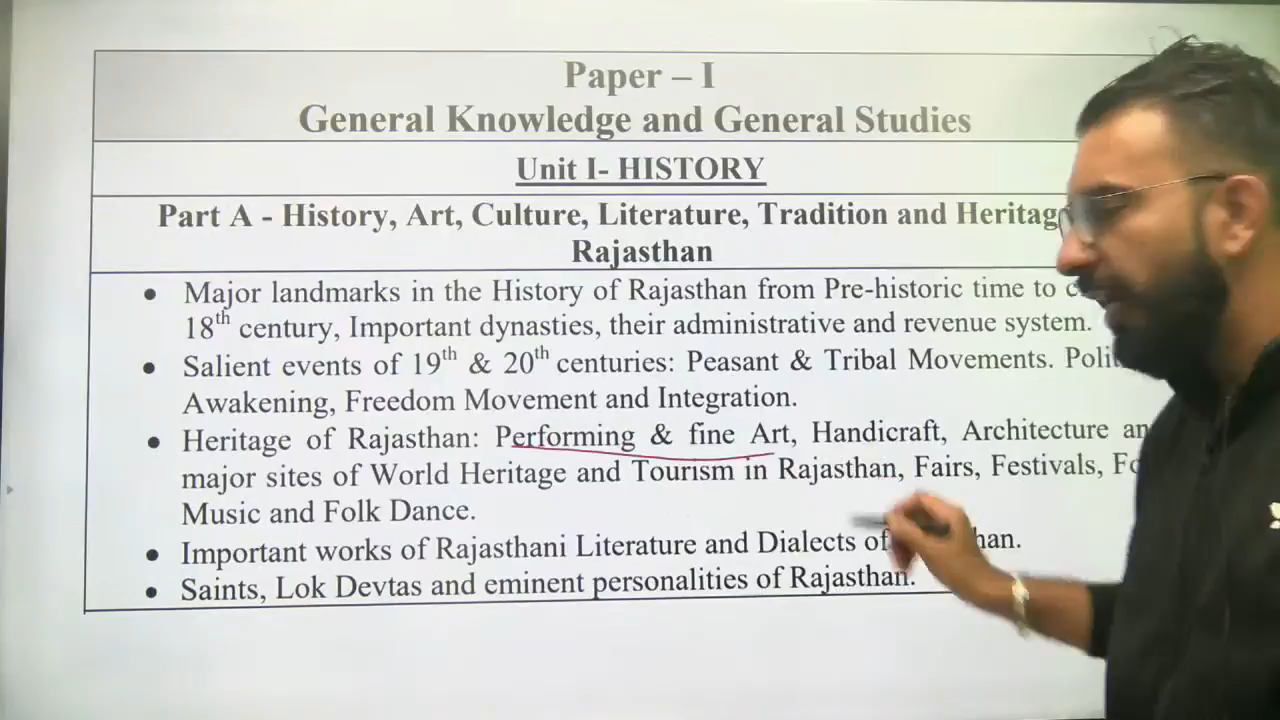 Paper – I
General Knowledge and General Studies
Unit I- HISTORY
Part A - History, Art, Culture, Literature, Tradition and
Rajasthan
• Major landmarks in the History of Rajasthan from Pre-historic time to
18th century, Important dynasties, their administrative and revenue system.
• Salient events of 19th & 20th centuries: Peasant & Tribal Movements.
Awakening, Freedom Movement and Integration.
• Heritage of Rajasthan: Performing & fine Art, Handicraft, Architecture
major sites of World Heritage and Tourism in Rajasthan, Fairs, Festivals,
Music and Folk Dance.
• Important works of Rajasthani Literature and Dialects of
• Saints, Lok Devtas and eminent personalities of Rajasthan.